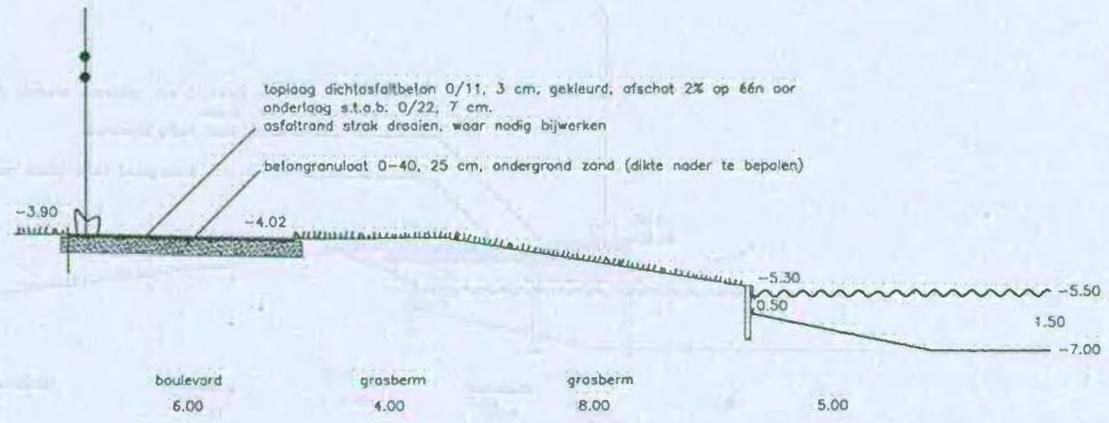 toplaag dichtasfaltbeton 0/11, 3 cm, gekleurd, afschot 2% op één oor
onderlaag s.t.a.b. 0/22, 7 cm.
asfaltrand strak draaien, waar nodig bijwerken
betongranulaat 0-40, 25 cm, ondergrond zand (dikte nader te bepalen)
-3.90
-4.02
-5.30
-5.50
0.50
1.50
-7.00
boulevard grasberm grasberm
6.00 4.00 8.00 5.00